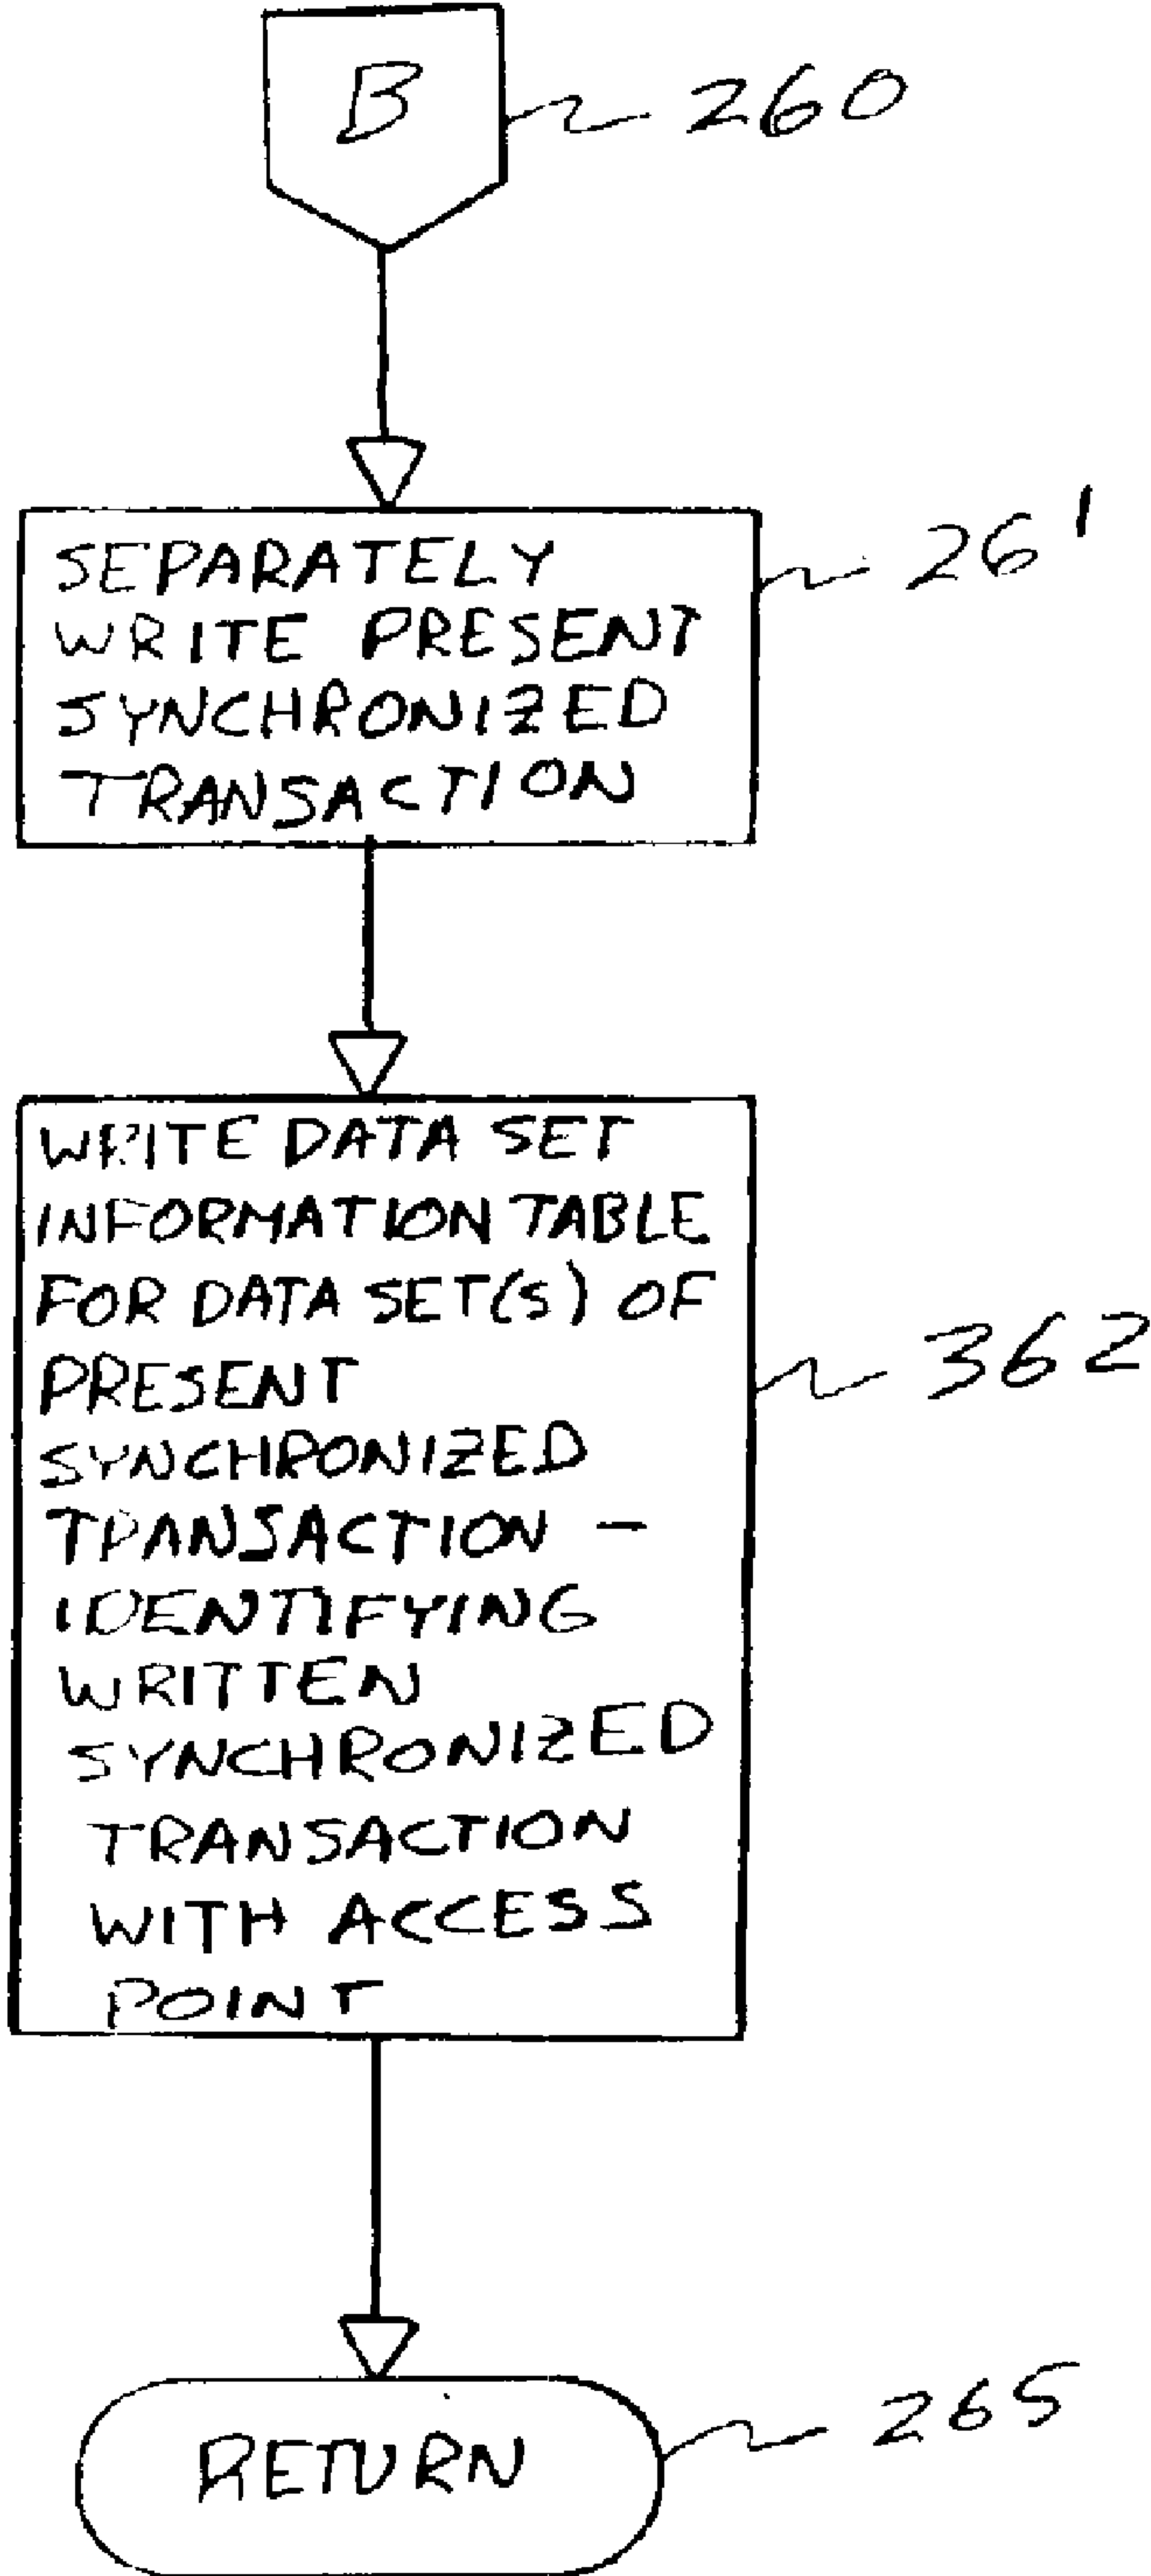 B
260
SEPARATELY
WRITE PRESENT
SYNCHRONIZED
TRANSACTION
261
WRITE DATA SET
INFORMATION TABLE
FOR DATA SET(S) OF
PRESENT
SYNCHRONIZED
TRANSACTION –
IDENTIFYING
WRITTEN
SYNCHRONIZED
TRANSACTION
WITH ACCESS
POINT
362
RETURN
265